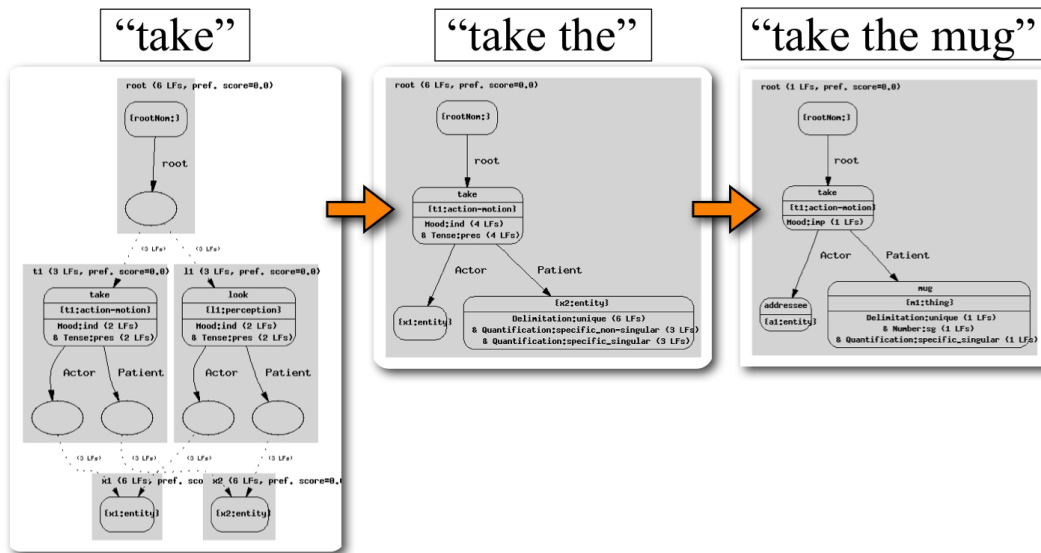 “take”
“take the”
“take the mug”
root (6 LFs, pref. score=0.0)
{rootNom:}
root
(3 LFs)
(3 LFs)
t1 (3 LFs, pref. score=0.0)
l1 (3 LFs, pref. score=0.0)
take
{t1:action-motion}
Mood:ind (2 LFs)
& Tense:pres (2 LFs)
look
{l1:perception}
Mood:ind (2 LFs)
& Tense:pres (2 LFs)
Actor
Patient
Actor
Patient
(3 LFs)
(3 LFs)
(3 LFs)
(3 LFs)
x1 (6 LFs, pref. sco
x2 (6 LFs, pref. score=0.
{x1:entity}
{x2:entity}
root (6 LFs, pref. score=0.0)
{rootNom:}
root
take
{t1:action-motion}
Mood:ind (4 LFs)
& Tense:pres (4 LFs)
Actor
Patient
{x1:entity}
{x2:entity}
Delimitation:unique (6 LFs)
& Quantification:specific_non-singular (3 LFs)
& Quantification:specific_singular (3 LFs)
root (1 LFs, pref. score=0.0)
{rootNom:}
root
take
{t1:action-motion}
Mood:imp (1 LFs)
Actor
Patient
addressee
{a1:entity}
mug
{m1:thing}
Delimitation:unique (1 LFs)
& Number:sg (1 LFs)
& Quantification:specific_singular (1 LFs)